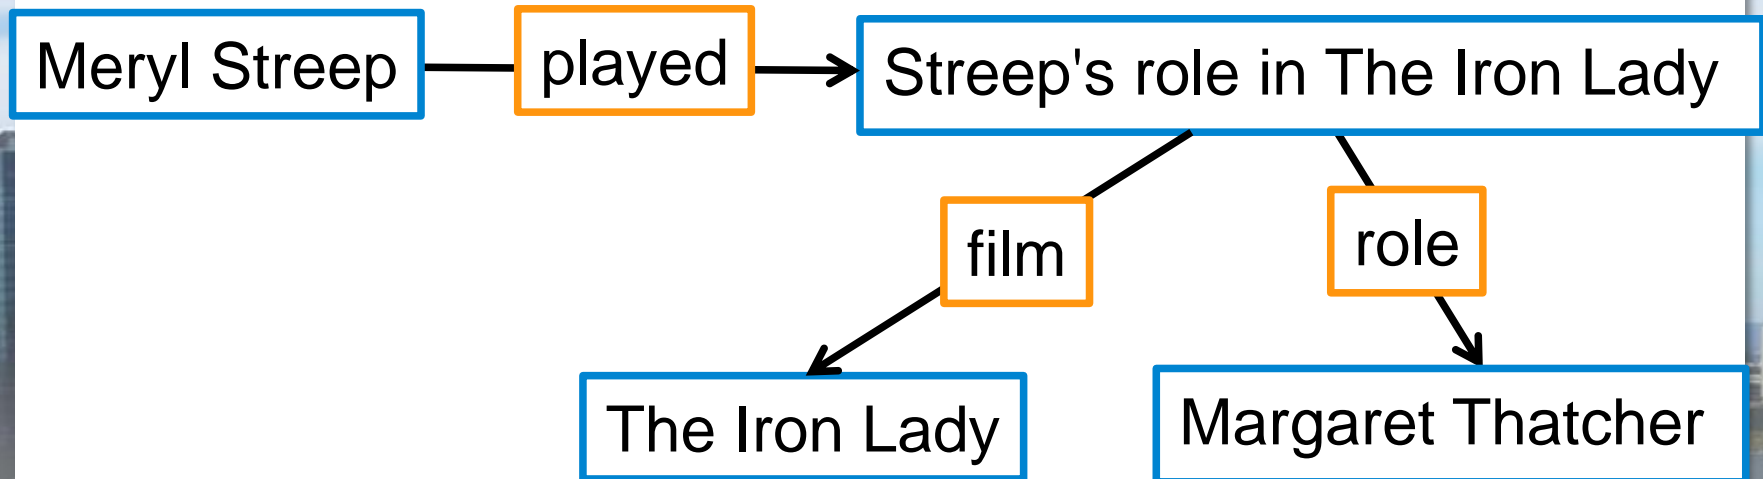 Meryl Streep
played
Streep's role in The Iron Lady
film
role
The Iron Lady
Margaret Thatcher